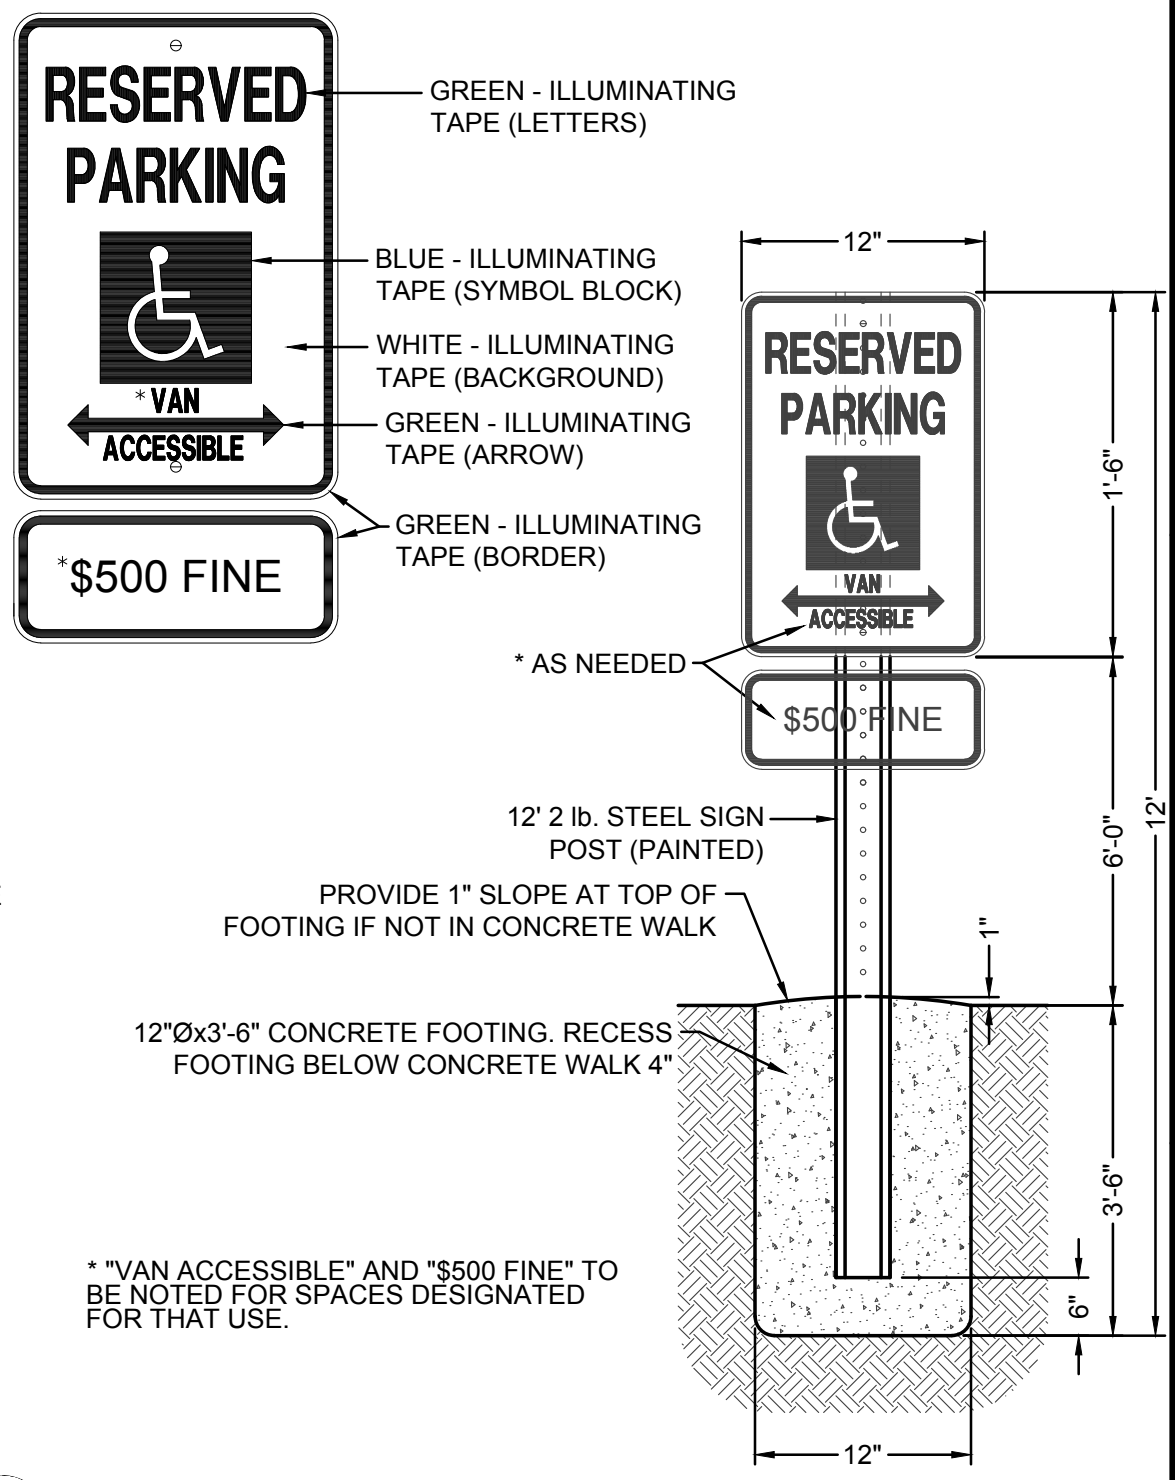 RESERVED
PARKING
* VAN
ACCESSIBLE
*$500 FINE
GREEN - ILLUMINATING
TAPE (LETTERS)
BLUE - ILLUMINATING
TAPE (SYMBOL BLOCK)
WHITE - ILLUMINATING
TAPE (BACKGROUND)
GREEN - ILLUMINATING
TAPE (ARROW)
GREEN - ILLUMINATING
TAPE (BORDER)
12"
RESERVED
PARKING
VAN
ACCESSIBLE
$500 FINE
* AS NEEDED
1'-6"
6'-0"
12'
12' 2 lb. STEEL SIGN
POST (PAINTED)
PROVIDE 1" SLOPE AT TOP OF
FOOTING IF NOT IN CONCRETE WALK
1"
12"Øx3'-6" CONCRETE FOOTING. RECESS
FOOTING BELOW CONCRETE WALK 4"
3'-6"
6"
12"
* "VAN ACCESSIBLE" AND "$500 FINE" TO
BE NOTED FOR SPACES DESIGNATED
FOR THAT USE.